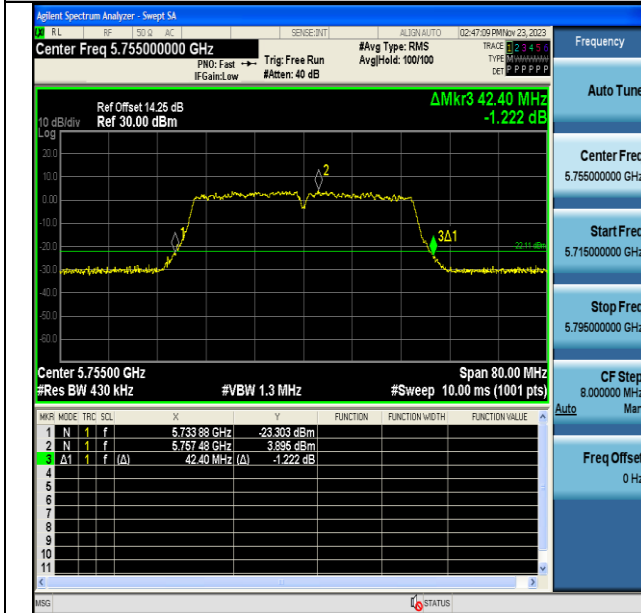 Agilent Spectrum Analyzer - Swept SA
RL RF 50 Ω AC SENSE:INT ALIGN AUTO 02:47:09 PM Nov 23, 2023
Center Freq 5.755000000 GHz
PNO: Fast
IFGain:Low
Trig: Free Run
#Atten: 40 dB
#Avg Type: RMS
Avg|Hold: 100/100
TRACE 1 2 3 4 5 6
TYPE M
DET P P P P P P
10 dB/div
Log
Ref Offset 14.25 dB
Ref 30.00 dBm
ΔMkr3 42.40 MHz
-1.222 dB
20.0
10.0
0.00
-10.0
-20.0
-30.0
-40.0
-50.0
-60.0
1
2
3Δ1
-22.11 dBm
Center 5.75500 GHz
Span 80.00 MHz
#Res BW 430 kHz
#VBW 1.3 MHz
#Sweep 10.00 ms (1001 pts)
MKR MODE TRC SCL X Y FUNCTION FUNCTION WIDTH FUNCTION VALUE
1 N 1 f 5.733 88 GHz -23.303 dBm
2 N 1 f 5.757 48 GHz 3.895 dBm
3 Δ1 1 f (Δ) 42.40 MHz (Δ) -1.222 dB
4
5
6
7
8
9
10
11
MSG
STATUS
Frequency
Auto Tune
Center Freq
5.755000000 GHz
Start Freq
5.715000000 GHz
Stop Freq
5.795000000 GHz
CF Step
8.000000 MHz
Auto Man
Freq Offset
0 Hz